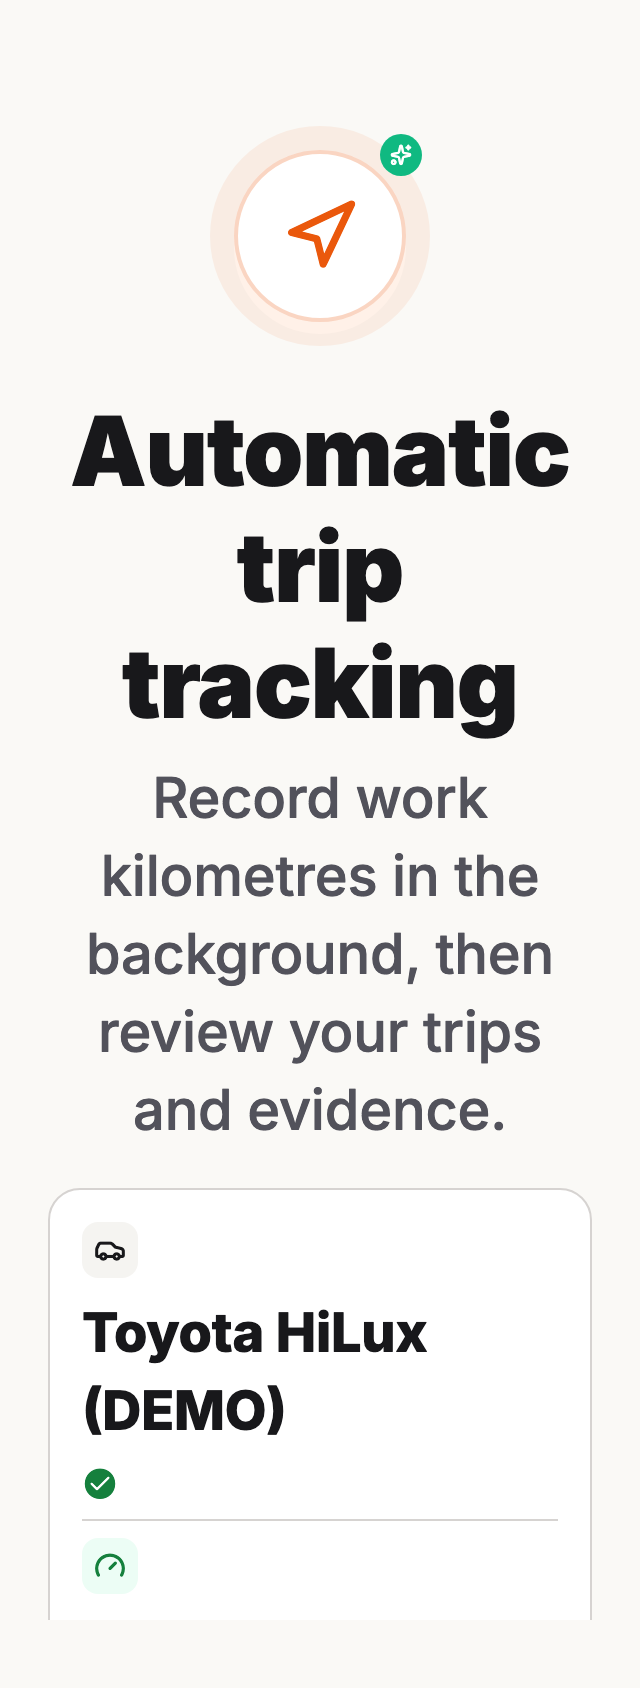 Automatic
trip
tracking
Record work
kilometres in the
background, then
review your trips
and evidence.
Toyota HiLux
(DEMO)